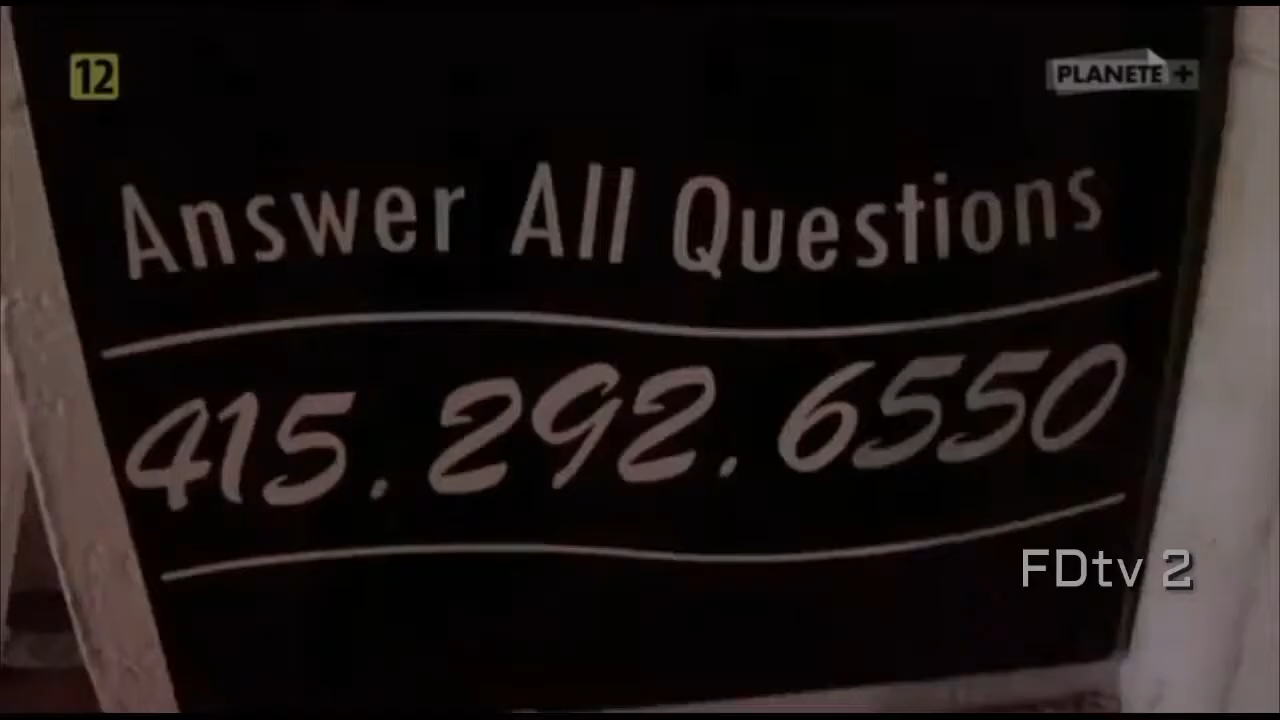 12
PLANETE +
Answer All Questions
415.292.6550
FDtv 2